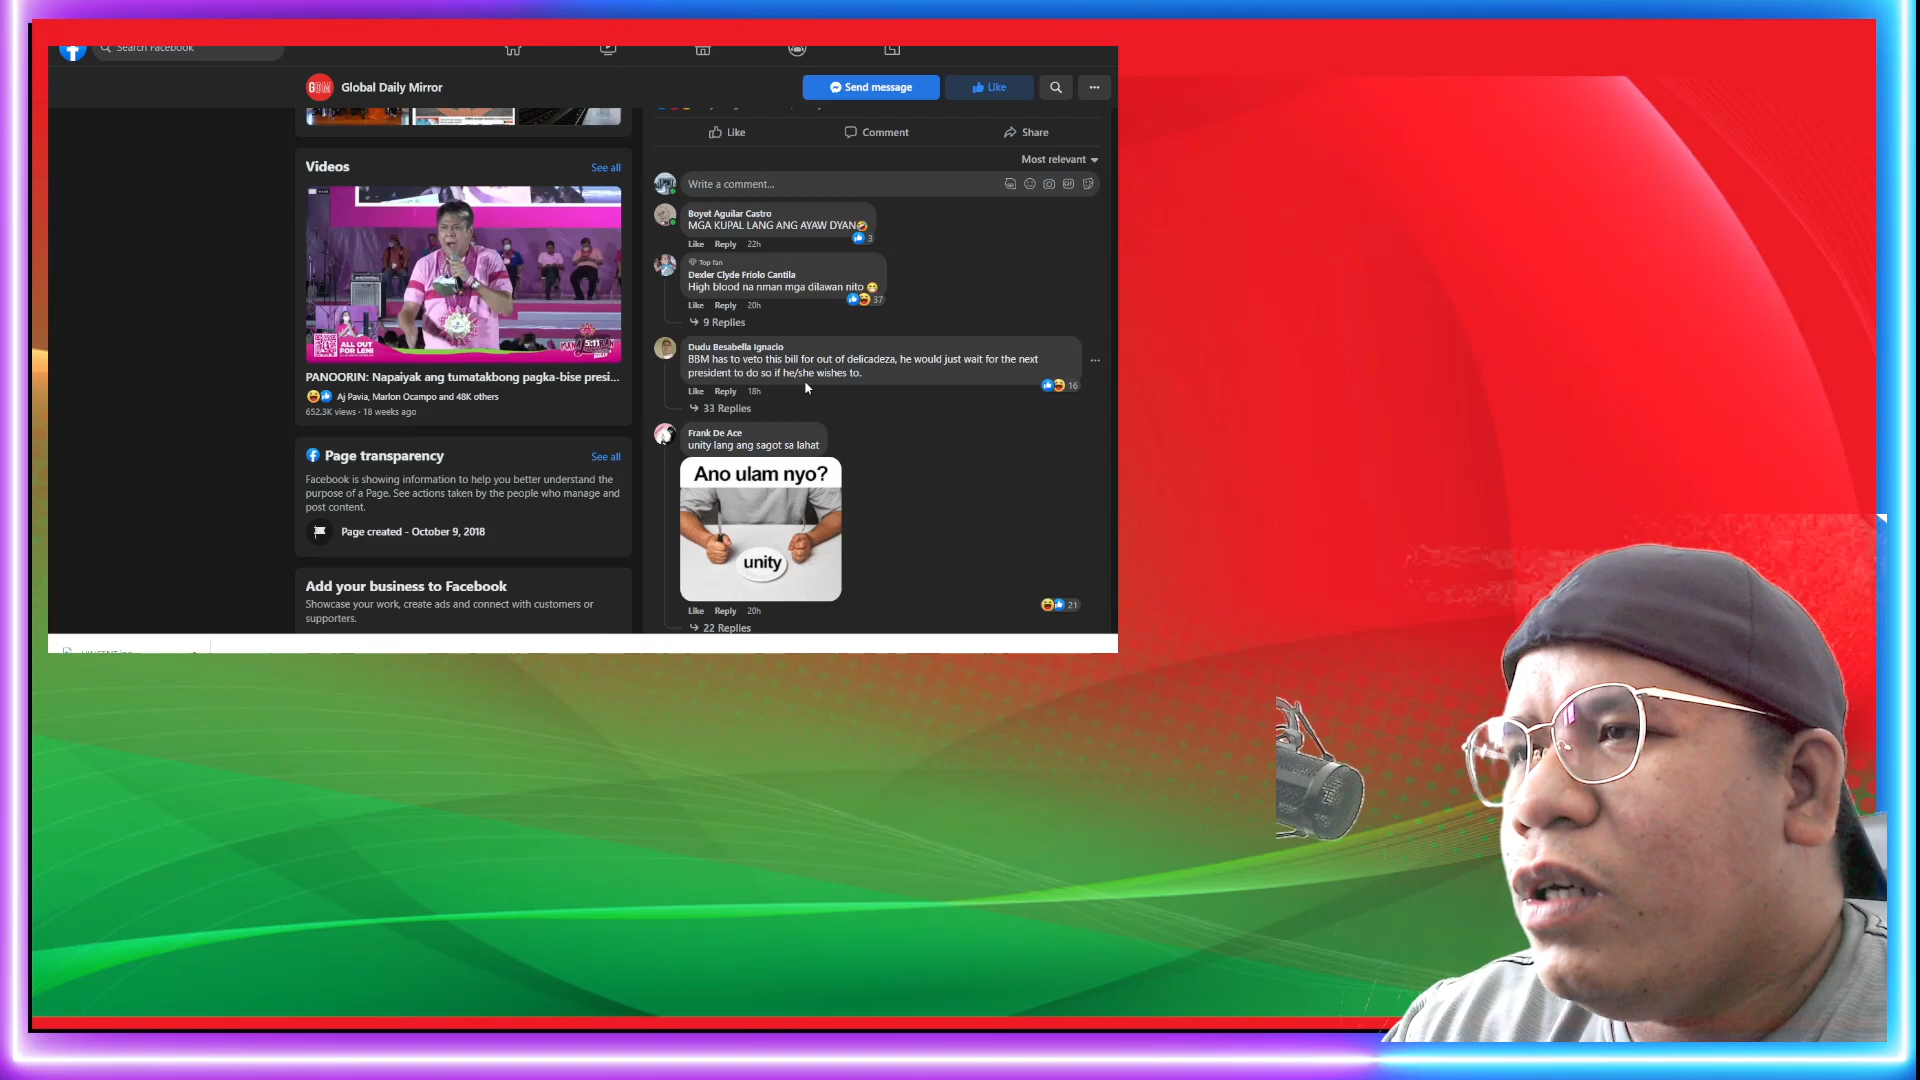 Search Facebook
GDM
Global Daily Mirror
Send message
Like
Like
Comment
Share
Videos
See all
Most relevant
Write a comment...
Boyet Aguilar Castro
MGA KUPAL LANG ANG AYAW DYAN🤣
3
Like Reply 22h
Top fan
Dexder Clyde Friolo Cantila
High blood na nman mga dilawan nito 😁
37
Like Reply 20h
9 Replies
Dudu Besabella Ignacio
BBM has to veto this bill for out of delicadeza, he would just wait for the next
president to do so if he/she wishes to.
16
Like Reply 18h
33 Replies
Frank De Ace
unity lang ang sagot sa lahat
Ano ulam nyo?
unity
21
Like Reply 20h
22 Replies
ALL OUT
FOR LENI
5:11
PANOORIN: Napaiyak ang tumatakbong pagka-bise presi...
Aj Pavia, Marlon Ocampo and 48K others
652.3K views · 18 weeks ago
Page transparency
See all
Facebook is showing information to help you better understand the
purpose of a Page. See actions taken by the people who manage and
post content.
Page created - October 9, 2018
Add your business to Facebook
Showcase your work, create ads and connect with customers or
supporters.